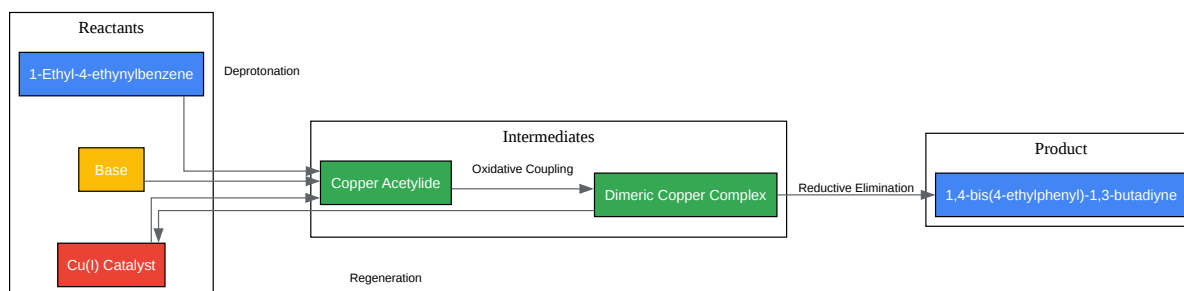 Reactants
1-Ethyl-4-ethynylbenzene
Deprotonation
Base
Cu(I) Catalyst
Intermediates
Copper Acetylide
Oxidative Coupling
Dimeric Copper Complex
Regeneration
Reductive Elimination
Product
1,4-bis(4-ethylphenyl)-1,3-butadiyne